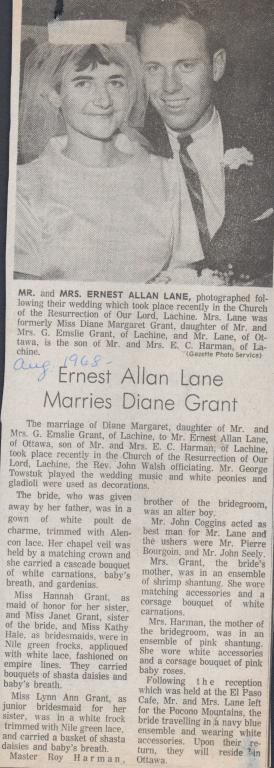 MR. and MRS. ERNEST ALLAN LANE, photographed fol-
lowing their wedding which took place recently in the Church
of the Resurrection of Our Lord, Lachine. Mrs. Lane was
formerly Miss Diane Margaret Grant, daughter of Mr. and
Mrs. G. Emslie Grant, of Lachine, and Mr. Lane, of Ot-
tawa, is the son of Mr. and Mrs. E. C. Harman, of La-
chine.
(Gazette Photo Service)
Aug. 1968-
Ernest Allan Lane
Marries Diane Grant
The marriage of Diane Margaret, daughter of Mr. and
Mrs. G. Emslie Grant, of Lachine, to Mr. Ernest Allan Lane,
of Ottawa, son of Mr. and Mrs. E. C. Harman, of Lachine,
took place recently in the Church of the Resurrection of Our
Lord, Lachine, the Rev. John Walsh officiating. Mr. George
Towstuk played the wedding music and white peonies and
gladioli were used as decorations.
The bride, who was given
away by her father, was in a
gown of white poult de
charme, trimmed with Alen-
con lace. Her chapel veil was
held by a matching crown and
she carried a cascade bouquet
of white carnations, baby's
breath, and gardenias.
Miss Hannah Grant, as
maid of honor for her sister,
and Miss Janet Grant, sister
of the bride, and Miss Kathy
Hale, as bridesmaids, were in
Nile green frocks, appliqued
with white lace, fashioned on
empire lines. They carried
bouquets of shasta daisies and
baby's breath.
Miss Lynn Ann Grant, as
junior bridesmaid for her
sister, was in a white frock
trimmed with Nile green lace,
and carried a basket of shasta
daisies and baby's breath.
Master Roy Harman,
brother of the bridegroom,
was an altar boy.
Mr. John Coggins acted as
best man for Mr. Lane and
the ushers were Mr. Pierre
Bourgoin, and Mr. John Seely.
Mrs. Grant, the bride's
mother, was in an ensemble
of shrimp shantung. She wore
matching accessories and a
corsage bouquet of white
carnations.
Mrs. Harman, the mother of
the bridegroom, was in an
ensemble of pink shantung.
She wore white accessories
and a corsage bouquet of pink
baby roses.
Following the reception
which was held at the El Paso
Cafe, Mr. and Mrs. Lane left
for the Pocono Mountains, the
bride travelling in a navy blue
ensemble and wearing white
accessories. Upon their re-
turn, they will reside in
Ottawa.